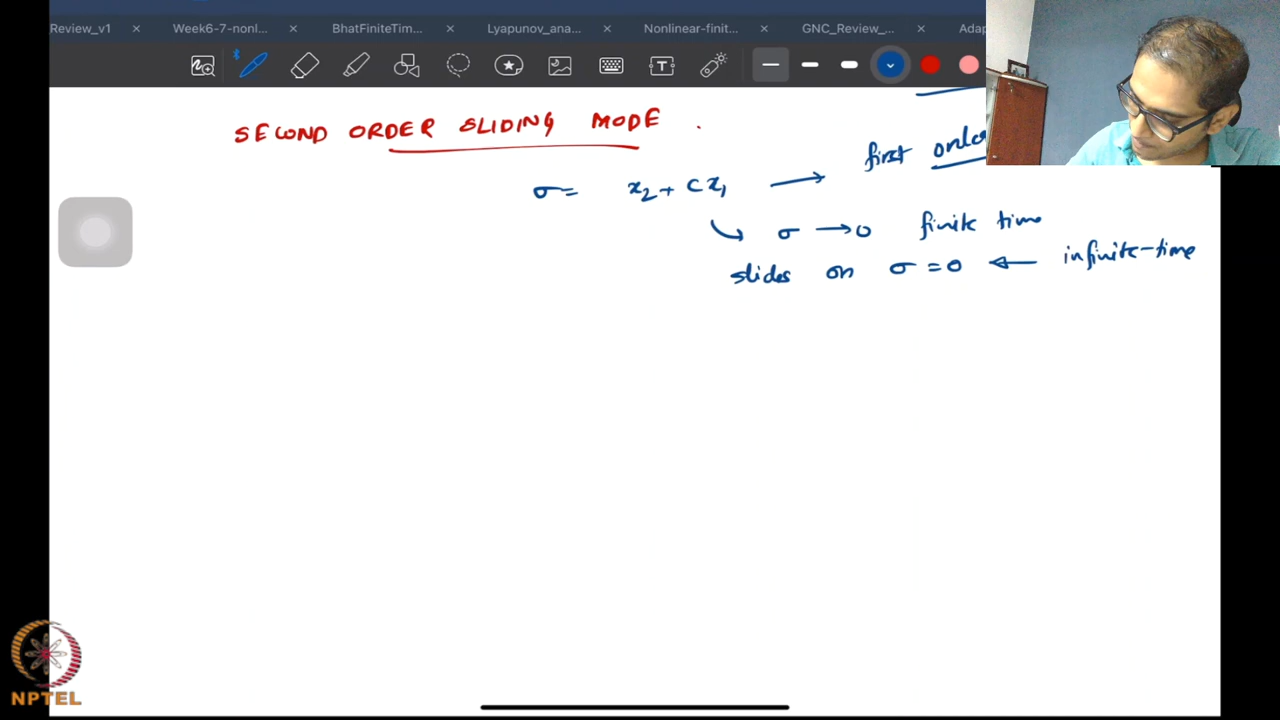 Review_v1 Week6-7-nonl... BhatFiniteTim... Lyapunov_ana... Nonlinear-finit... GNC_Review_... Adap
SECOND ORDER SLIDING MODE .
first
σ = x₂ + cx₁ →
↳ σ → 0 finite time
slides on σ = 0 ← infinite-time
NPTEL